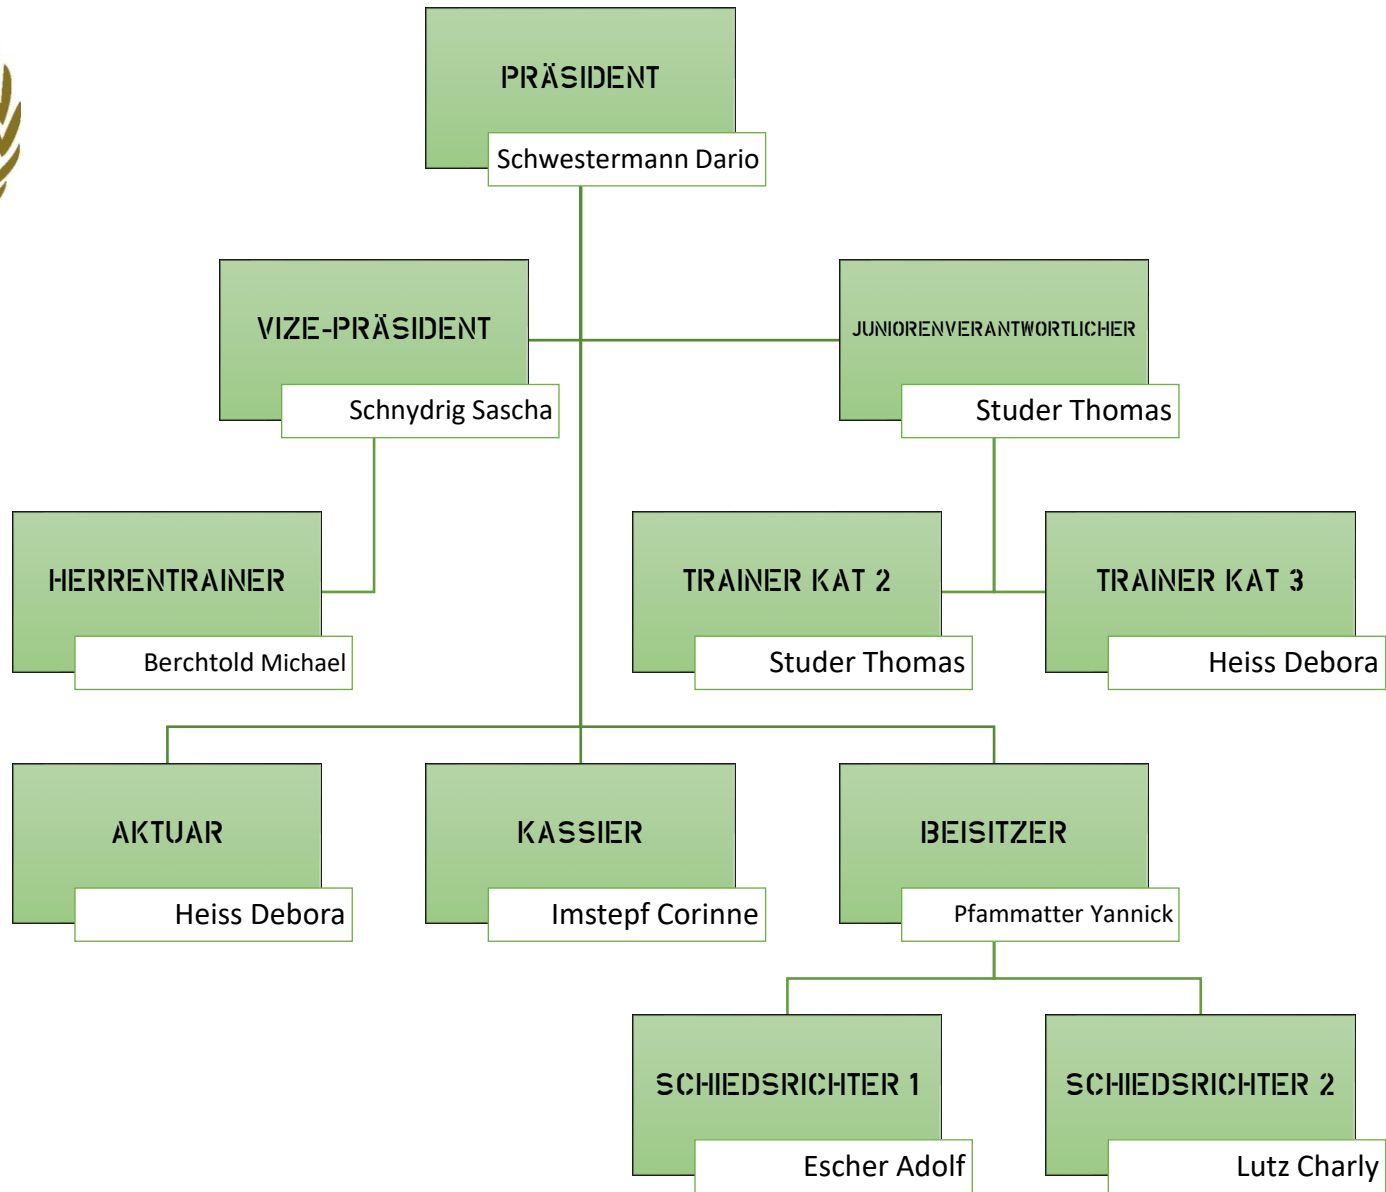 PRÄSIDENT
Schwestermann Dario
VIZE-PRÄSIDENT
Schnydrig Sascha
JUNIORENVERANTWORTLICHER
Studer Thomas
HERRENTRAINER
Berchtold Michael
TRAINER KAT 2
Studer Thomas
TRAINER KAT 3
Heiss Debora
AKTUAR
Heiss Debora
KASSIER
Imstepf Corinne
BEISITZER
Pfammatter Yannick
SCHIEDSRICHTER 1
Escher Adolf
SCHIEDSRICHTER 2
Lutz Charly